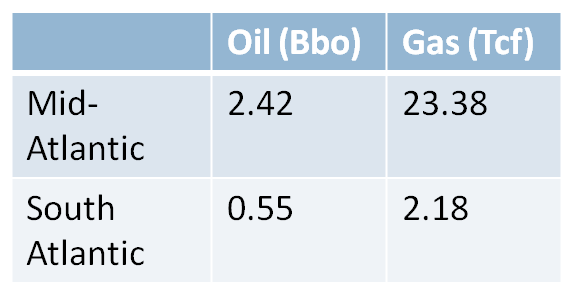 Oil (Bbo) Gas (Tcf)
Mid-
Atlantic 2.42 23.38
South
Atlantic 0.55 2.18